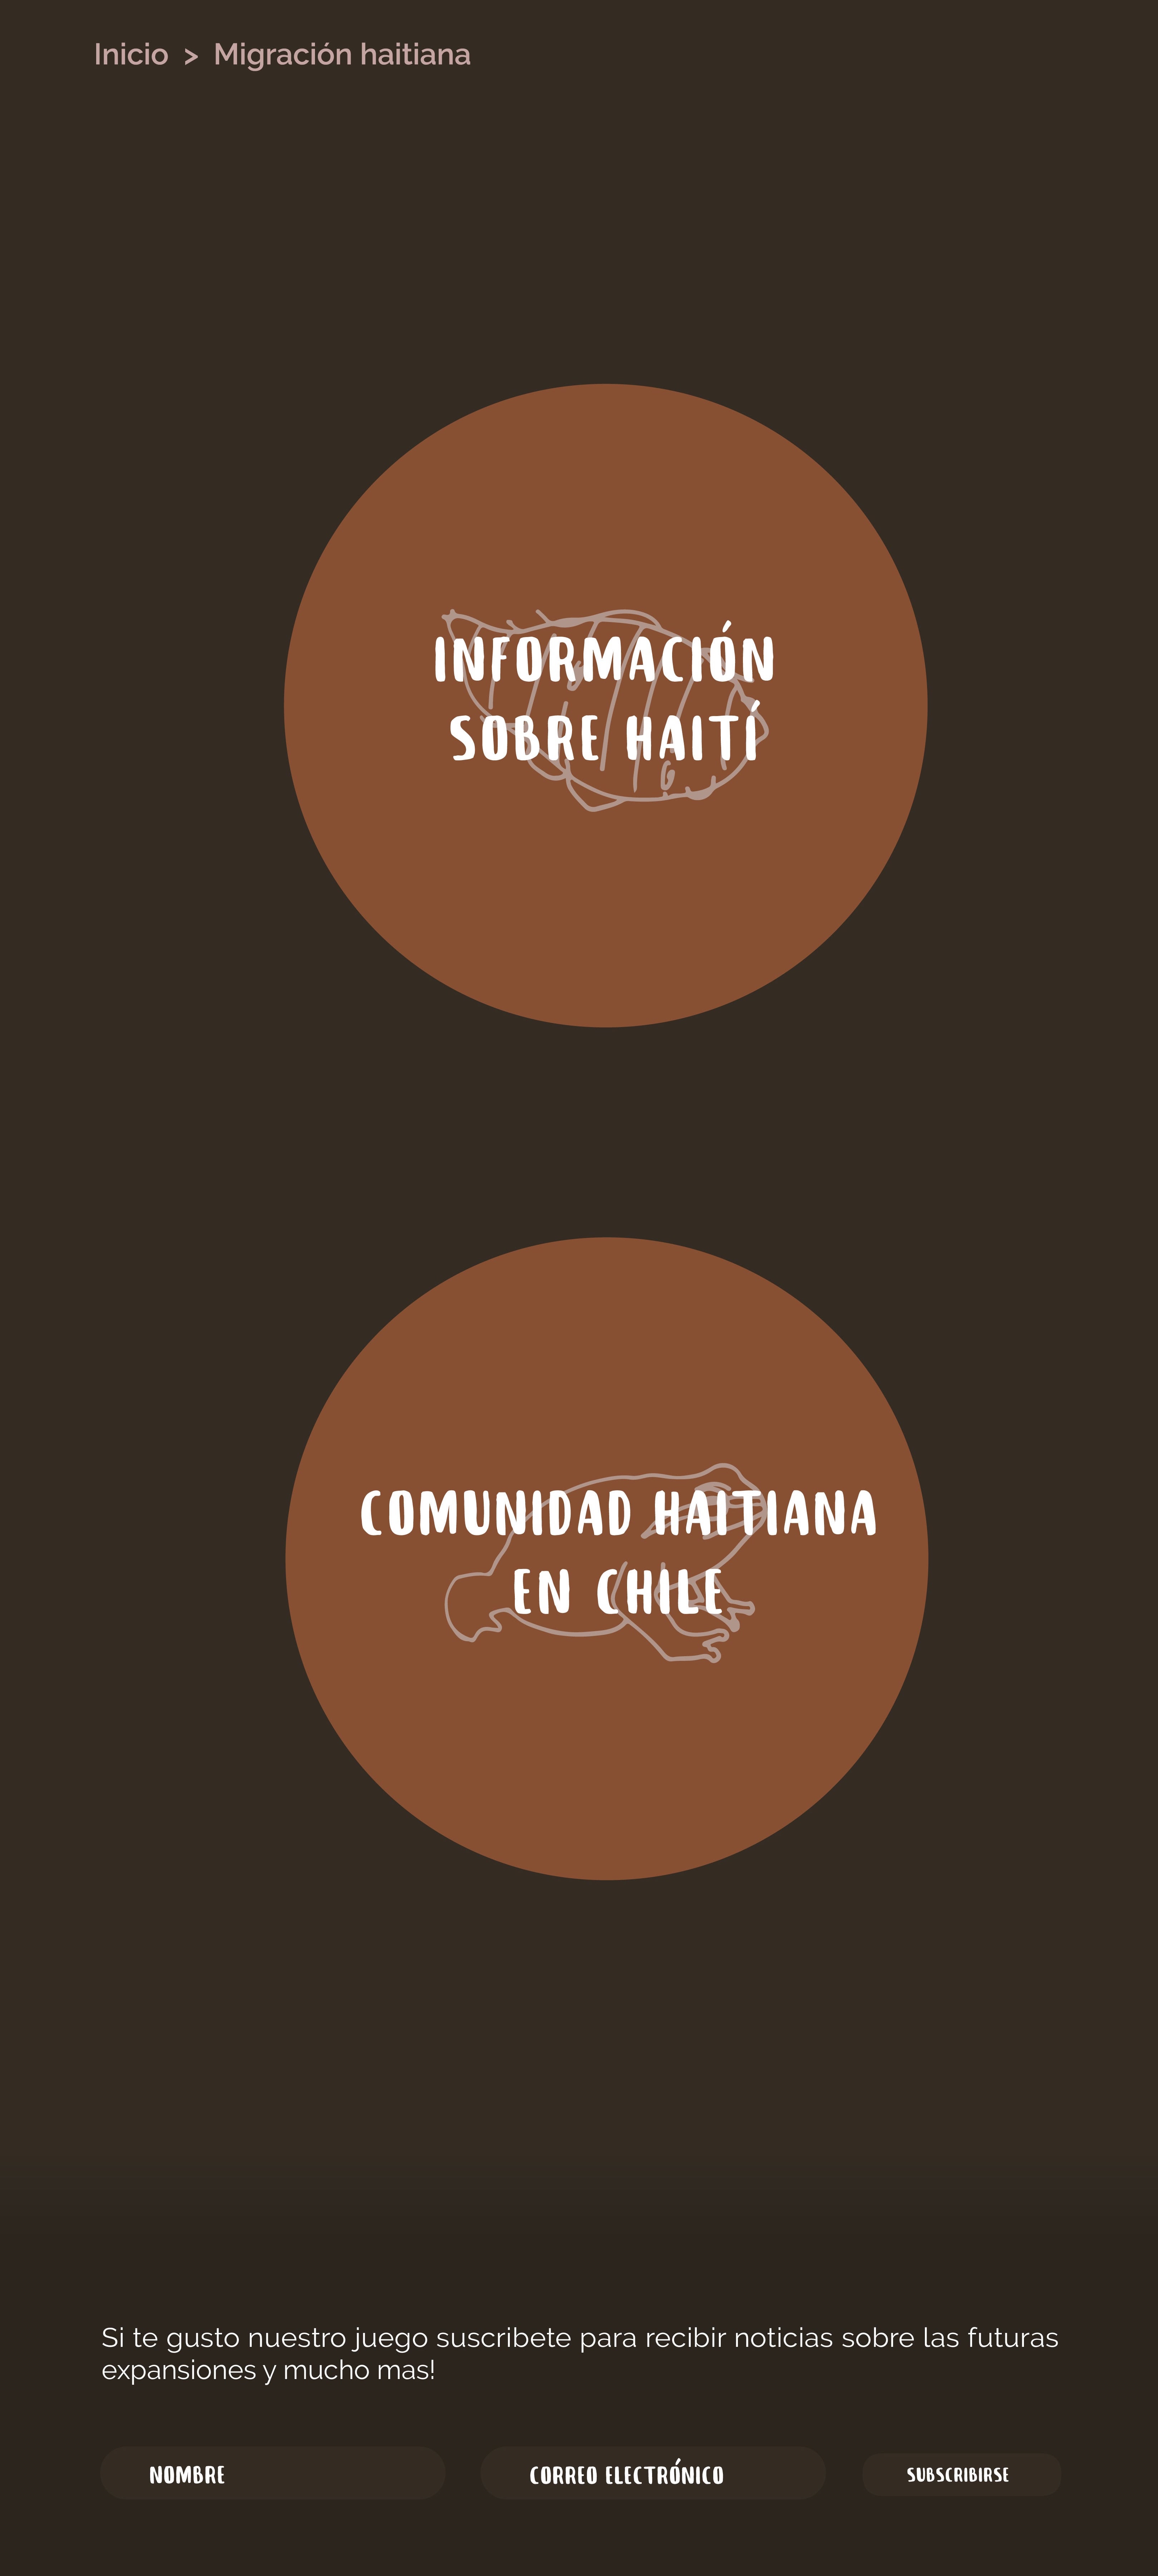 Inicio > Migración haitiana
INFORMACIÓN
SOBRE HAITÍ
COMUNIDAD HAITIANA
EN CHILE
Si te gusto nuestro juego suscribete para recibir noticias sobre las futuras
expansiones y mucho mas!
NOMBRE
CORREO ELECTRÓNICO
SUBSCRIBIRSE